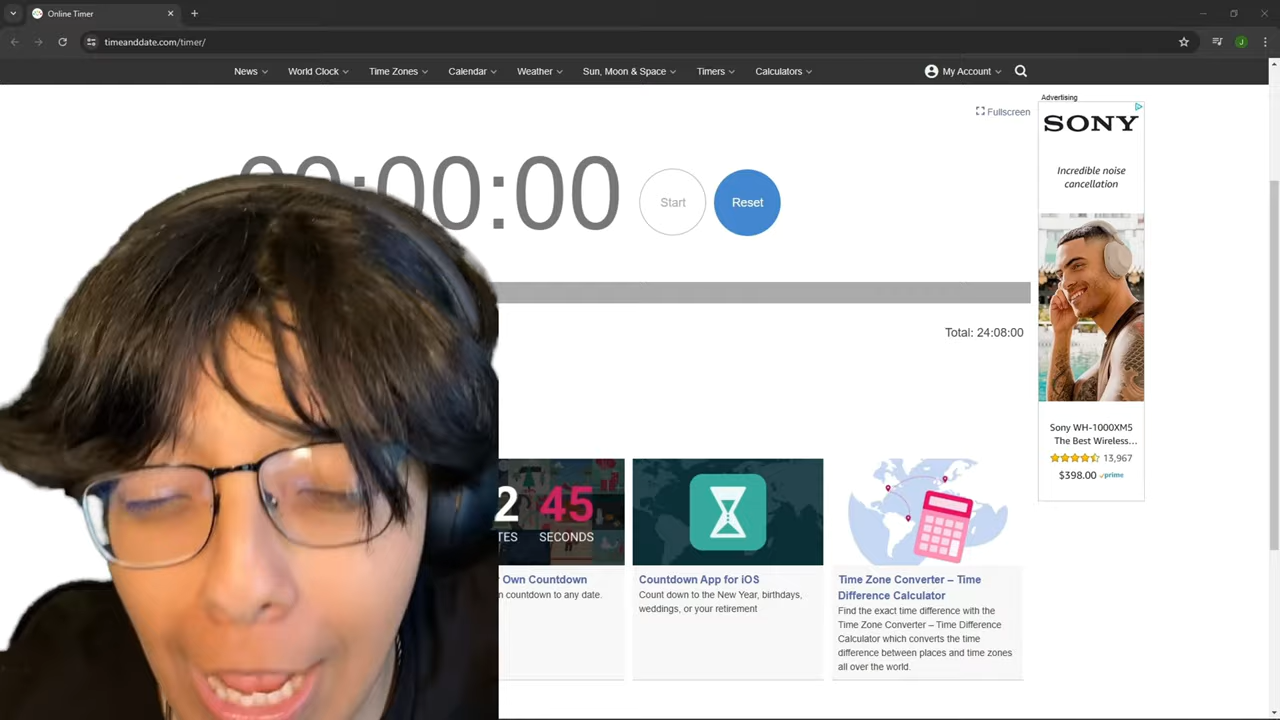 Online Timer
timeanddate.com/timer/
J
News World Clock Time Zones Calendar Weather Sun, Moon & Space Timers Calculators My Account
Advertising
Fullscreen
SONY
Incredible noise
cancellation
:00:00
Start
Reset
Total: 24:08:00
Sony WH-1000XM5
The Best Wireless…
13,967
$398.00 prime
2 45
TES SECONDS
Own Countdown
n countdown to any date.
Countdown App for iOS
Count down to the New Year, birthdays,
weddings, or your retirement
Time Zone Converter – Time
Difference Calculator
Find the exact time difference with the
Time Zone Converter – Time Difference
Calculator which converts the time
difference between places and time zones
all over the world.